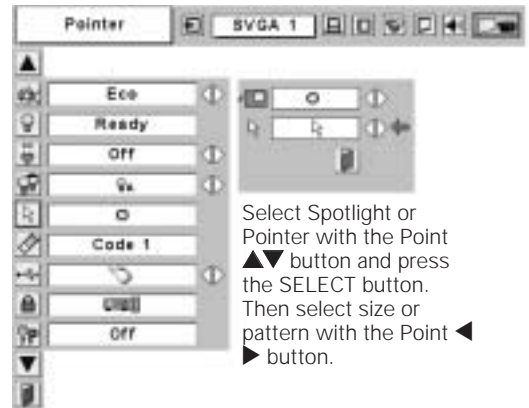 Pointer
SVGA 1
Eco
Ready
Off
Code 1
Off
Select Spotlight or
Pointer with the Point
▲▼ button and press
the SELECT button.
Then select size or
pattern with the Point ◀
▶ button.